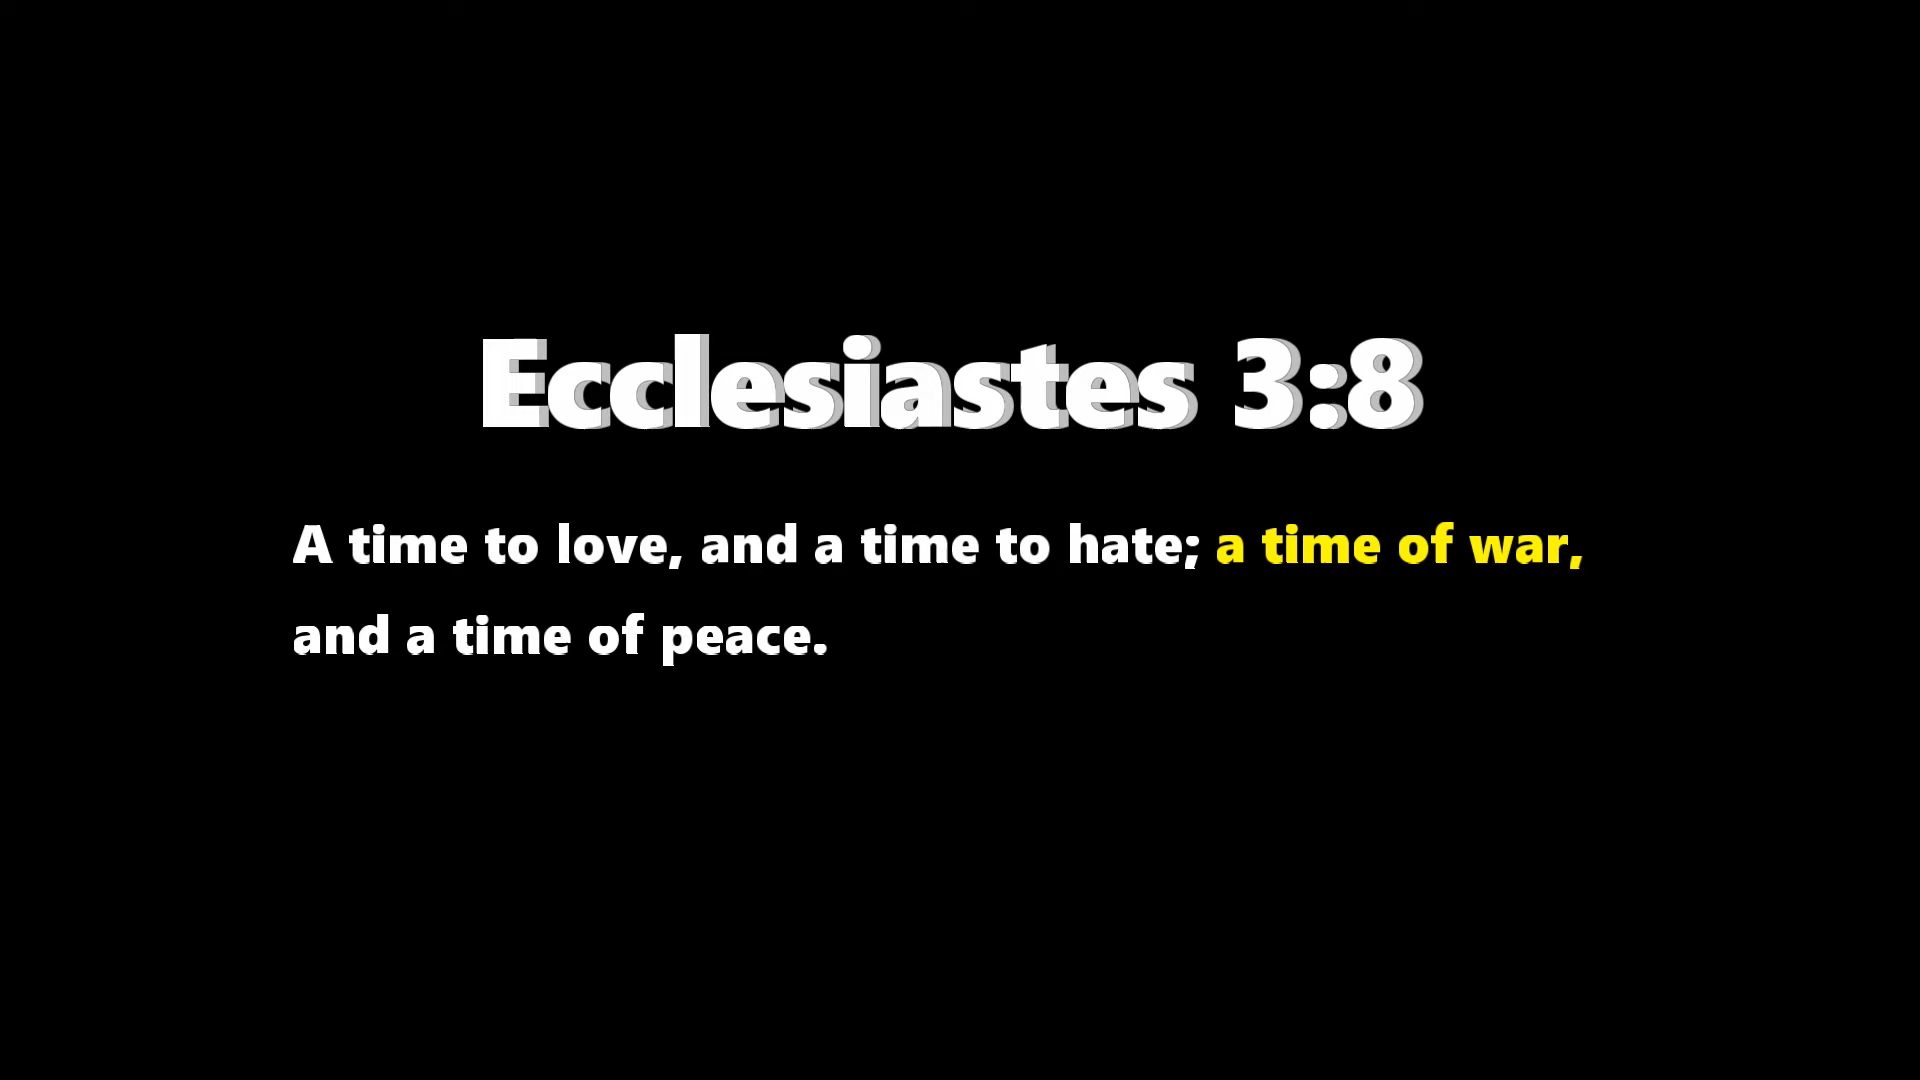 Ecclesiastes 3:8
A time to love, and a time to hate; a time of war,
and a time of peace.